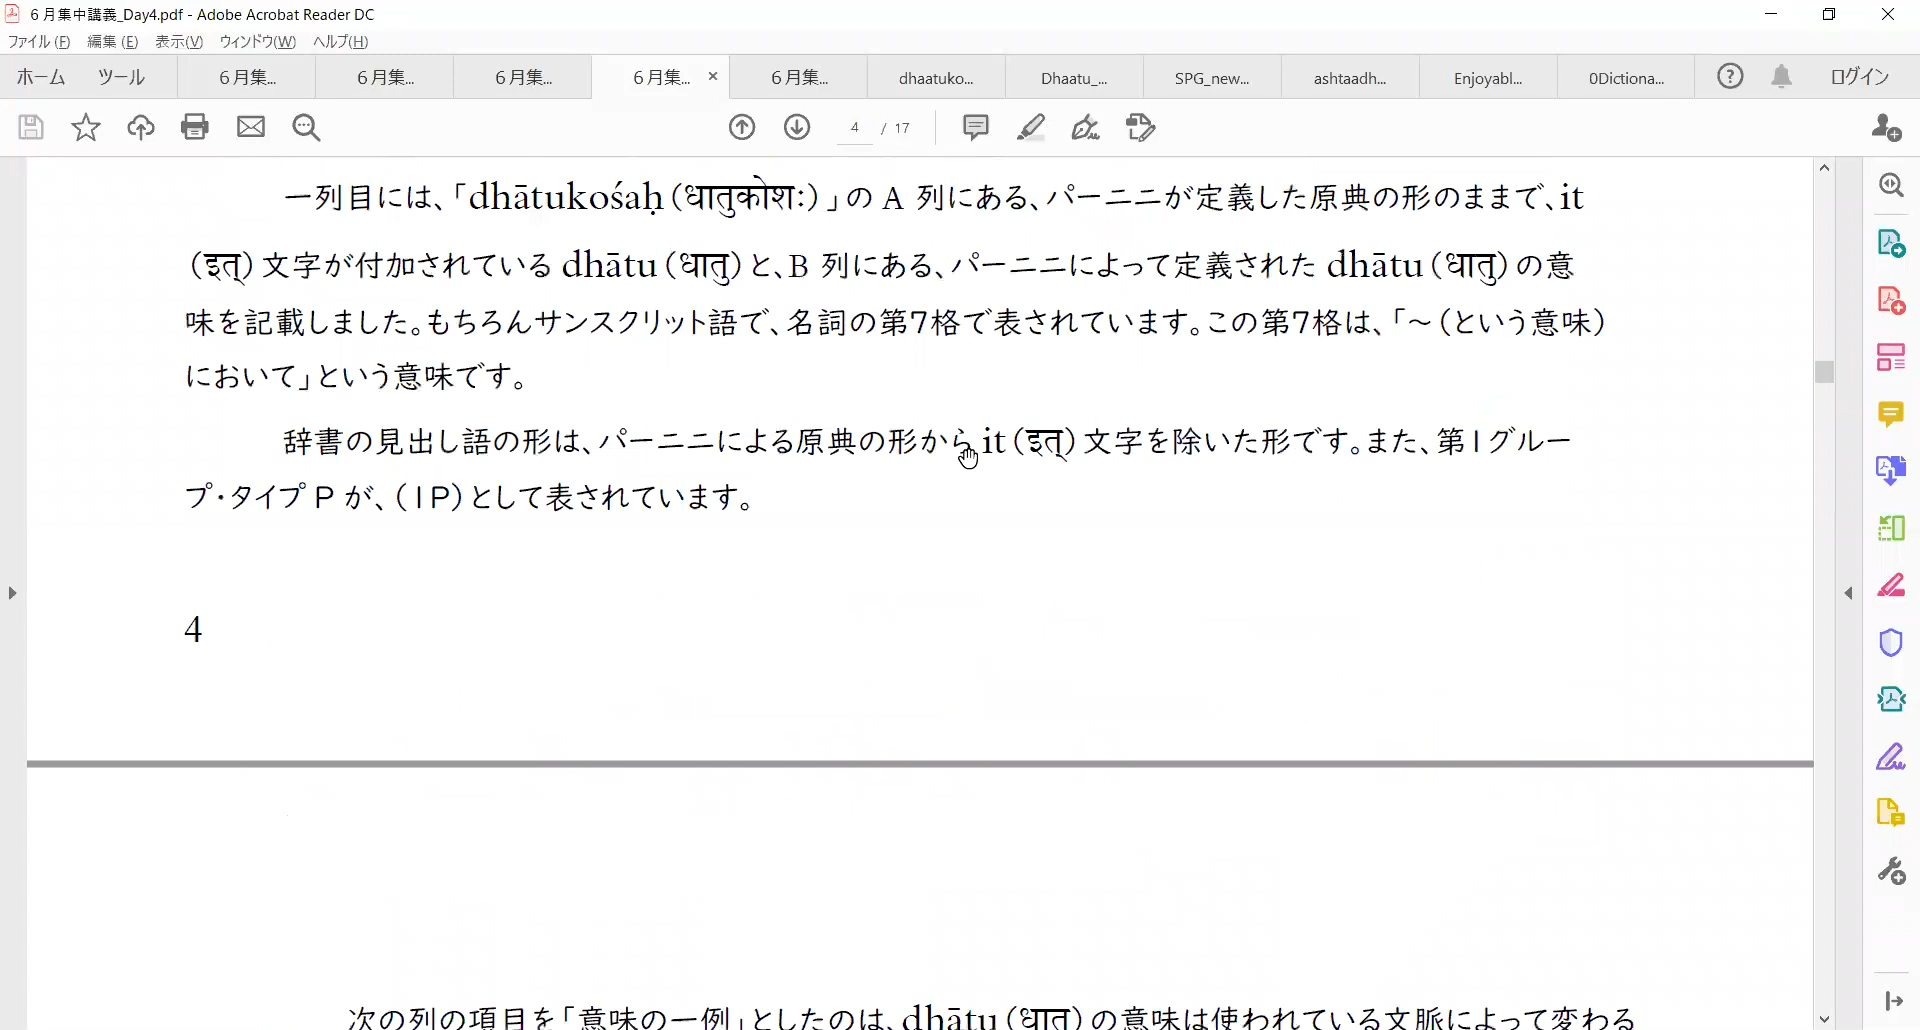 6月集中講義_Day4.pdf - Adobe Acrobat Reader DC
ファイル(F) 編集(E) 表示(V) ウィンドウ(W) ヘルプ(H)
ホーム ツール 6月集... 6月集... 6月集... 6月集... × 6月集... dhaatuko... Dhaatu_... SPG_new... ashtaadh... Enjoyabl... 0Dictiona... ログイン
4 / 17
一列目には、「dhātukośaḥ(धातुकोशः)」の A 列にある、パーニニが定義した原典の形のままで、it
(इत्)文字が付加されている dhātu(धातु)と、B 列にある、パーニニによって定義された dhātu(धातु)の意
味を記載しました。もちろんサンスクリット語で、名詞の第7格で表されています。この第7格は、「～(という意味)
において」という意味です。
辞書の見出し語の形は、パーニニによる原典の形から it(इत्)文字を除いた形です。また、第1グルー
プ・タイプ P が、(1P)として表されています。
4
次の列の項目を「意味の一例」としたのは、dhātu(धातु)の意味は使われている文脈によって変わる